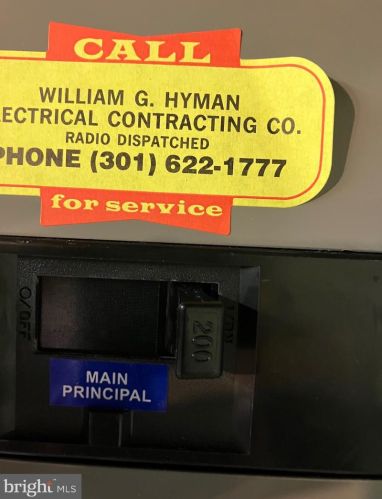 CALL
WILLIAM G. HYMAN
ECTRICAL CONTRACTING CO.
RADIO DISPATCHED
PHONE (301) 622-1777
for service
O/OFF
I/ON
200
MAIN
PRINCIPAL
bright MLS